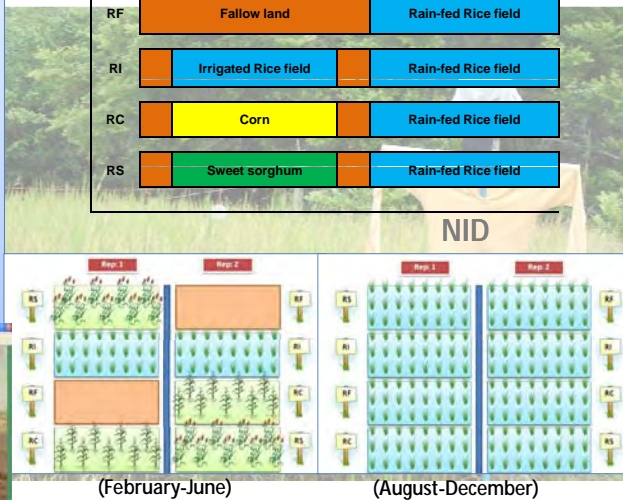 RF Fallow land Rain-fed Rice field
RI Irrigated Rice field Rain-fed Rice field
RC Corn Rain-fed Rice field
RS Sweet sorghum Rain-fed Rice field
NID
Rep: 1 Rep: 2 Rep: 1 Rep: 2
RS RF RS RF
RI RI RI RI
RF RC RF RC
RC RS RC RS
(February-June) (August-December)